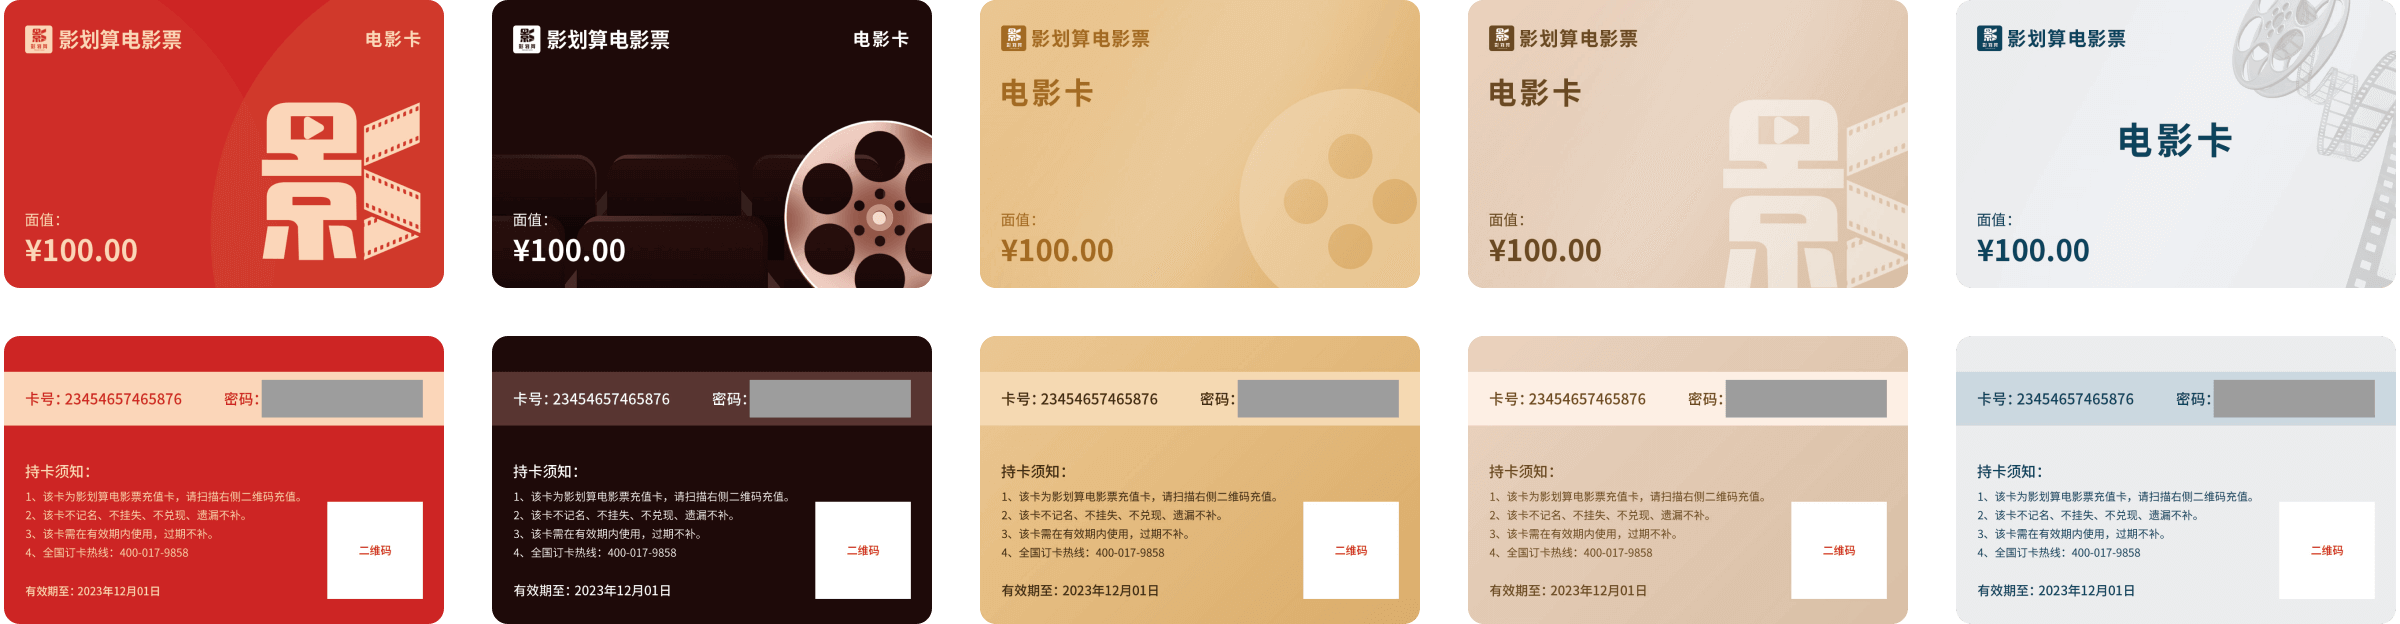 影划算电影票
电影卡
面值：
¥100.00
影划算电影票
电影卡
面值：
¥100.00
影划算电影票
电影卡
面值：
¥100.00
影划算电影票
电影卡
面值：
¥100.00
影划算电影票
电影卡
面值：
¥100.00
卡号：23454657465876 密码：
持卡须知：
1、该卡为影划算电影票充值卡，请扫描右侧二维码充值。
2、该卡不记名、不挂失、不兑现、遗漏不补。
3、该卡需在有效期内使用，过期不补。
4、全国订卡热线：400-017-9858
二维码
有效期至：2023年12月01日
卡号：23454657465876 密码：
持卡须知：
1、该卡为影划算电影票充值卡，请扫描右侧二维码充值。
2、该卡不记名、不挂失、不兑现、遗漏不补。
3、该卡需在有效期内使用，过期不补。
4、全国订卡热线：400-017-9858
二维码
有效期至：2023年12月01日
卡号：23454657465876 密码：
持卡须知：
1、该卡为影划算电影票充值卡，请扫描右侧二维码充值。
2、该卡不记名、不挂失、不兑现、遗漏不补。
3、该卡需在有效期内使用，过期不补。
4、全国订卡热线：400-017-9858
二维码
有效期至：2023年12月01日
卡号：23454657465876 密码：
持卡须知：
1、该卡为影划算电影票充值卡，请扫描右侧二维码充值。
2、该卡不记名、不挂失、不兑现、遗漏不补。
3、该卡需在有效期内使用，过期不补。
4、全国订卡热线：400-017-9858
二维码
有效期至：2023年12月01日
卡号：23454657465876 密码：
持卡须知：
1、该卡为影划算电影票充值卡，请扫描右侧二维码充值。
2、该卡不记名、不挂失、不兑现、遗漏不补。
3、该卡需在有效期内使用，过期不补。
4、全国订卡热线：400-017-9858
二维码
有效期至：2023年12月01日